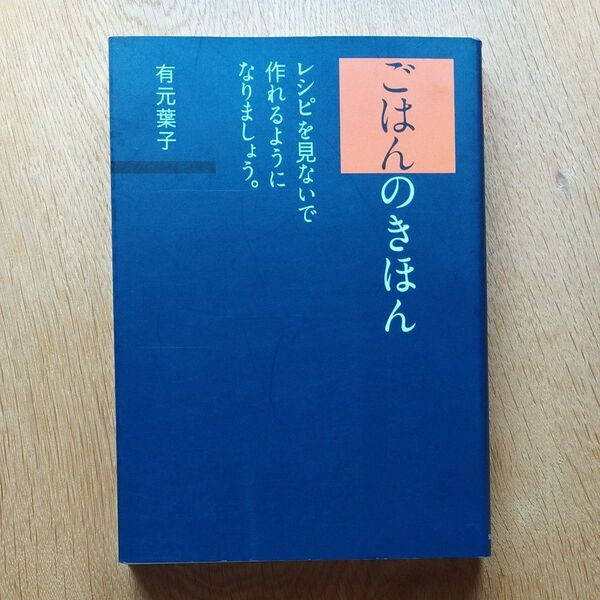 ごはんのきほん
レシピを見ないで
作れるように
なりましょう。
有元葉子